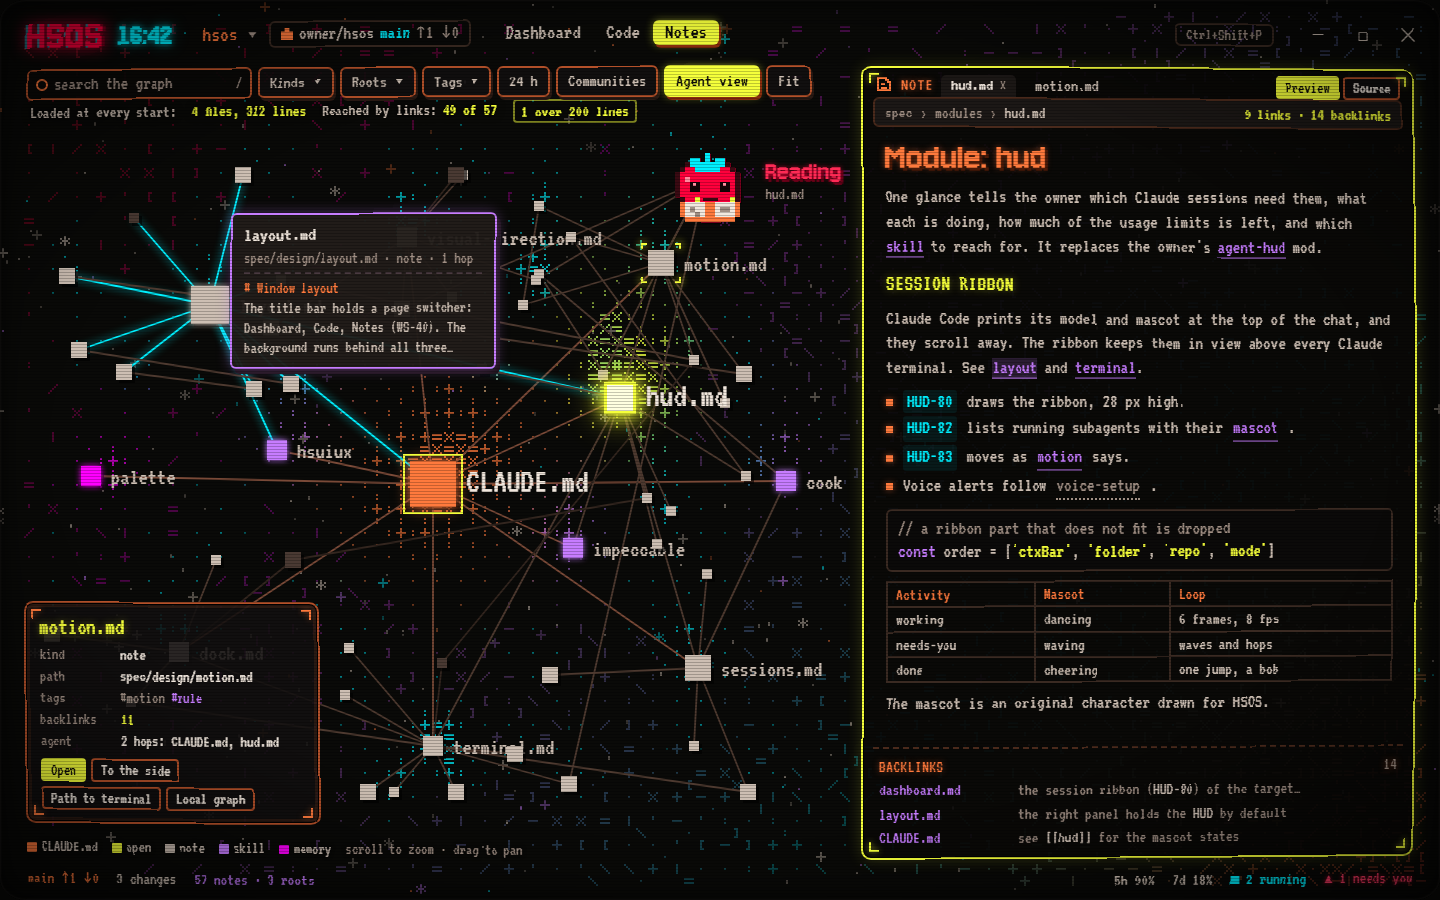 HSOS 16:42 hsos owner/hsos main ↑1 ↓0 Dashboard Code Notes Ctrl+Shift+P
search the graph / Kinds Roots Tags 24 h Communities Agent view Fit
Loaded at every start: 4 files, 312 lines Reached by links: 49 of 57 1 over 200 lines
Reading
hud.md
layout.md
spec/design/layout.md · note · 1 hop
# Window layout
The title bar holds a page switcher:
Dashboard, Code, Notes (WS-40). The
background runs behind all three…
motion.md
hud.md
hsuiux
palette
CLAUDE.md
cook
impeccable
dock.md
sessions.md
terminal.md
motion.md
kind note
path spec/design/motion.md
tags #motion #rule
backlinks 11
agent 2 hops: CLAUDE.md, hud.md
Open To the side
Path to terminal Local graph
CLAUDE.md open note skill memory scroll to zoom · drag to pan
main ↑1 ↓0 3 changes 57 notes · 3 roots
NOTE hud.md x motion.md Preview Source
spec › modules › hud.md 9 links · 14 backlinks
Module: hud
One glance tells the owner which Claude sessions need them, what
each is doing, how much of the usage limits is left, and which
skill to reach for. It replaces the owner's agent-hud mod.
SESSION RIBBON
Claude Code prints its model and mascot at the top of the chat, and
they scroll away. The ribbon keeps them in view above every Claude
terminal. See layout and terminal.
HUD-80 draws the ribbon, 28 px high.
HUD-82 lists running subagents with their mascot .
HUD-83 moves as motion says.
Voice alerts follow voice-setup .
// a ribbon part that does not fit is dropped
const order = ['ctxBar', 'folder', 'repo', 'mode']
Activity Mascot Loop
working dancing 6 frames, 8 fps
needs-you waving waves and hops
done cheering one jump, a bob
The mascot is an original character drawn for HSOS.
BACKLINKS 14
dashboard.md the session ribbon (HUD-80) of the target…
layout.md the right panel holds the HUD by default
CLAUDE.md see [[hud]] for the mascot states
5h 90% 7d 18% 2 running 1 needs you